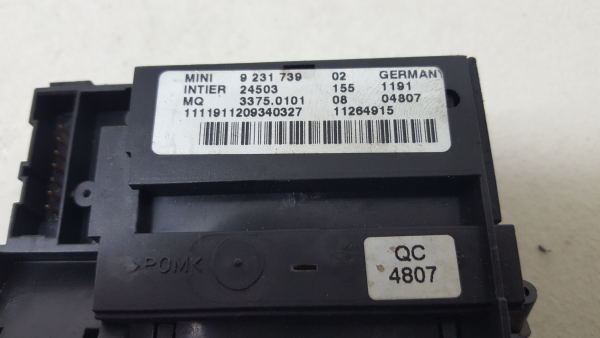 MINI 9 231 739 02 GERMAN
INTIER 24503 155 1191
MQ 3375.0101 08 04807
1111911209340327 11264915
>POM<
QC
4807